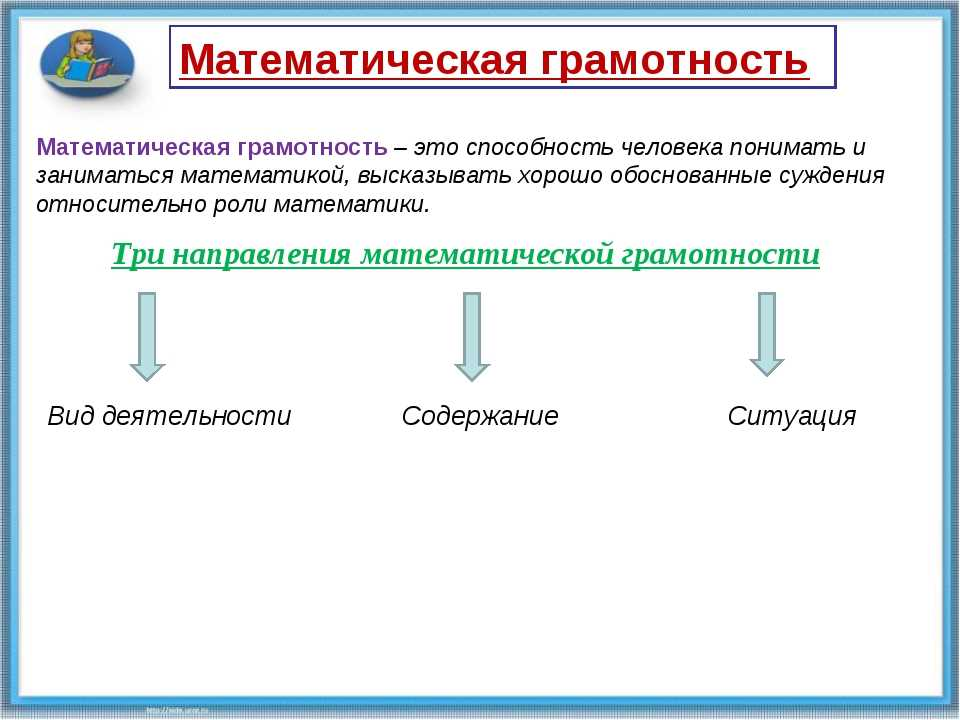 Математическая грамотность
Математическая грамотность – это способность человека понимать и
заниматься математикой, высказывать хорошо обоснованные суждения
относительно роли математики.
Три направления математической грамотности
Вид деятельности Содержание Ситуация